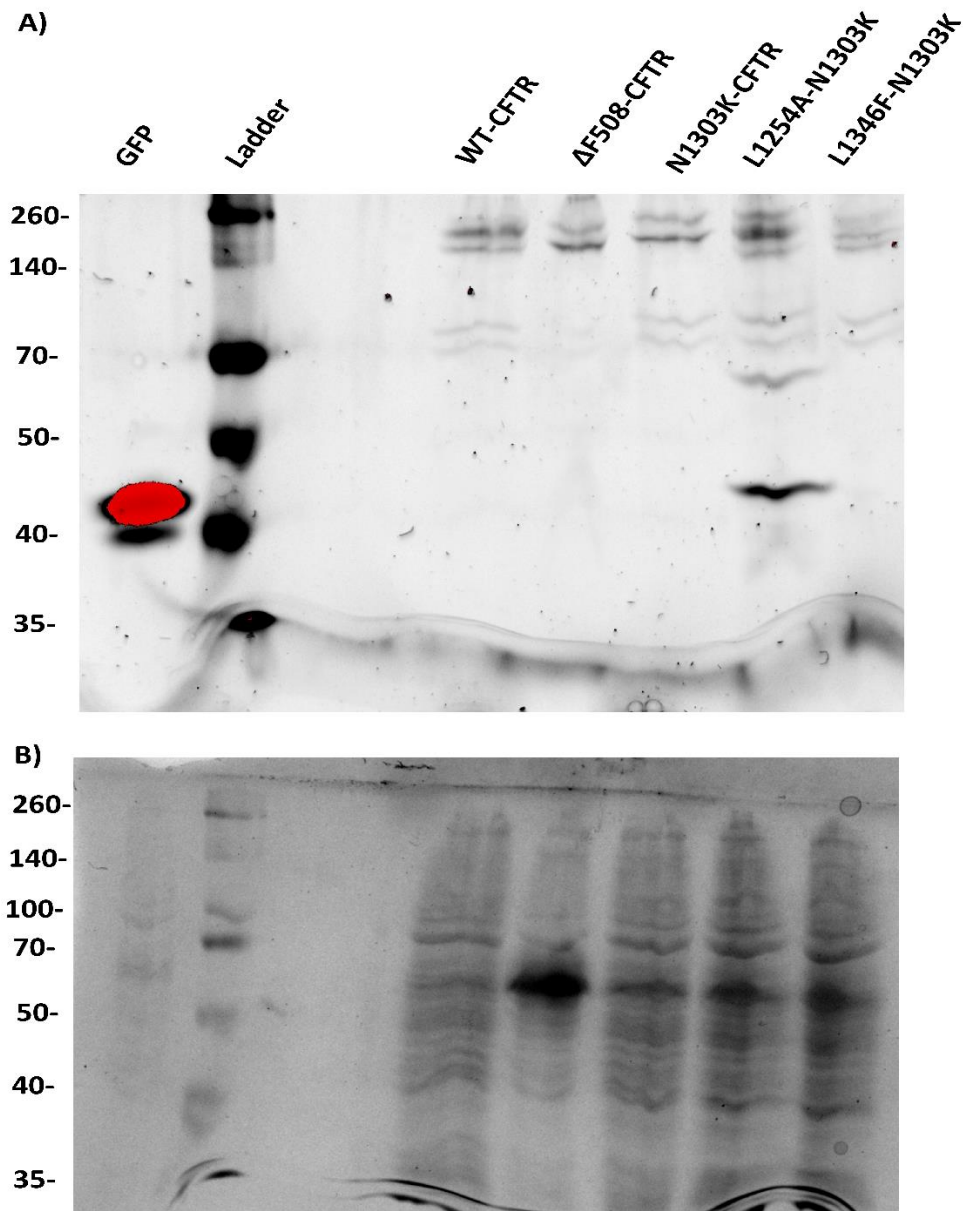 A)
GFP
Ladder
WT-CFTR
ΔF508-CFTR
N1303K-CFTR
L1254A-N1303K
L1346F-N1303K
260-
140-
70-
50-
40-
35-
B)
260-
140-
100-
70-
50-
40-
35-